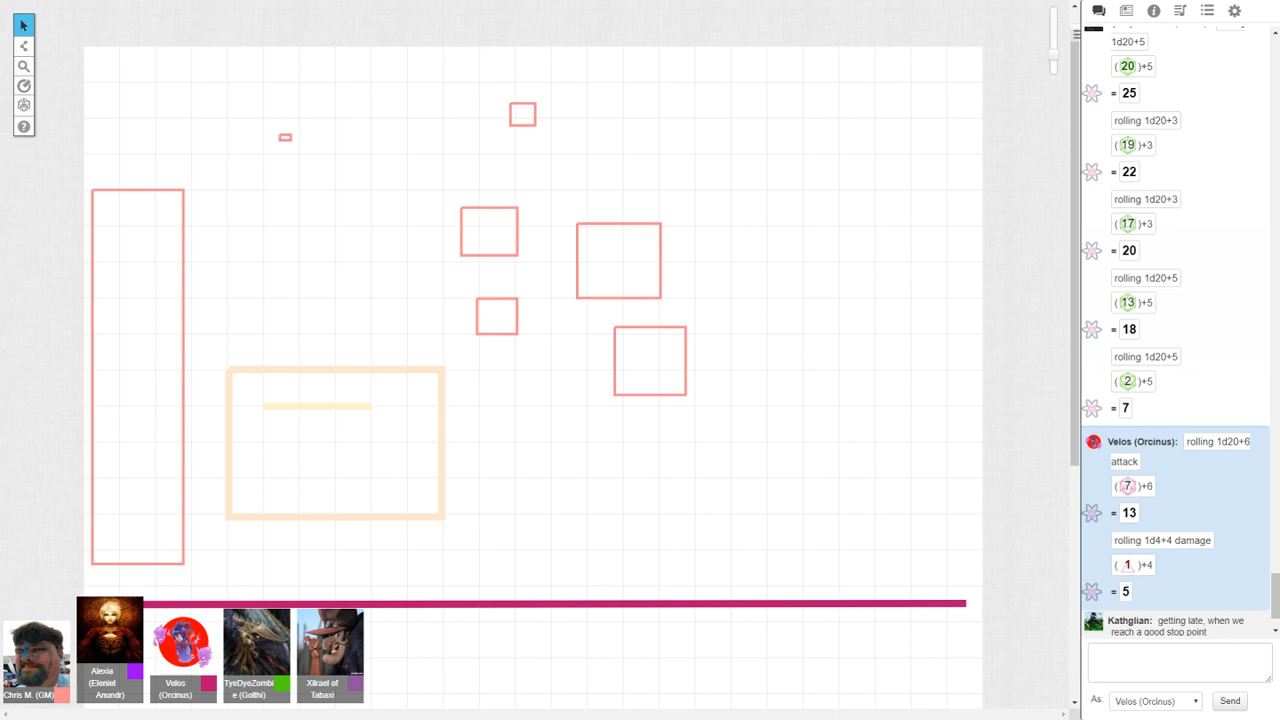 1d20+5
(20)+5
= 25
rolling 1d20+3
(19)+3
= 22
rolling 1d20+3
(17)+3
= 20
rolling 1d20+5
(13)+5
= 18
rolling 1d20+5
(2)+5
= 7
Velos (Orcinus): rolling 1d20+6
attack
(7)+6
= 13
rolling 1d4+4 damage
(1)+4
= 5
Kathglian: getting late, when we
reach a good stop point
As: Velos (Orcinus) Send
Chris M. (GM)
Alexia
(Eleniel
Anundr)
Velos
(Orcinus)
TyeDyeZombi
e (Golthi)
Xilrael of
Tabaxi